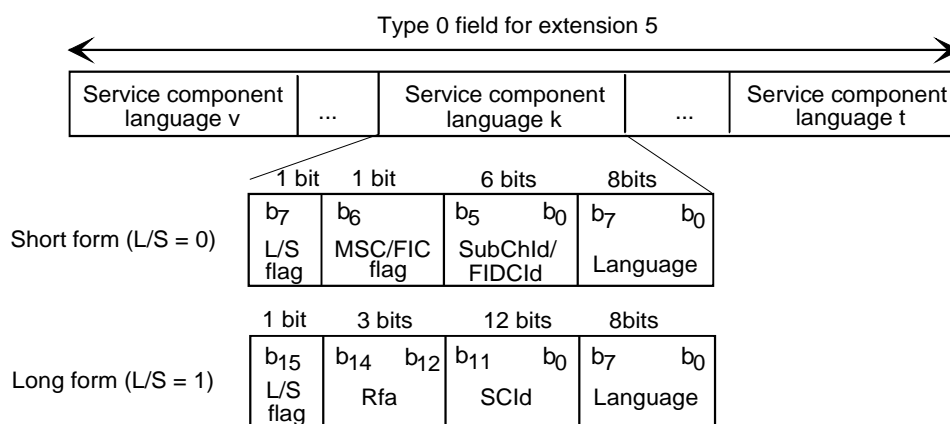 Type 0 field for extension 5
Service component language v
...
Service component language k
...
Service component language t
1 bit 1 bit 6 bits 8bits
Short form (L/S = 0)
b7 b6 b5 b0 b7 b0
L/S flag
MSC/FIC flag
SubChId/ FIDCId
Language
1 bit 3 bits 12 bits 8bits
Long form (L/S = 1)
b15 b14 b12 b11 b0 b7 b0
L/S flag
Rfa
SCId
Language